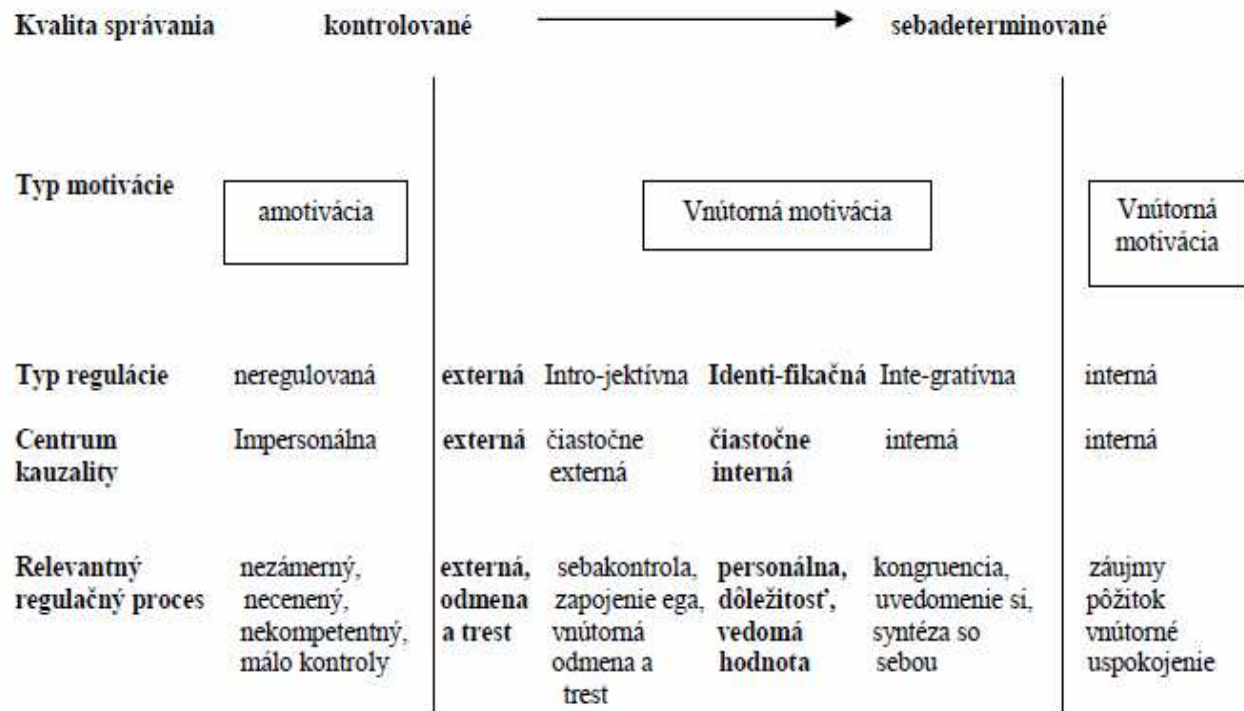 Kvalita správania kontrolované sebadeterminované
Typ motivácie
amotivácia Vnútorná motivácia Vnútorná
motivácia
Typ regulácie neregulovaná externá Intro-jektívna Identi-fikačná Inte-gratívna interná
Centrum Impersonálna externá čiastočne čiastočne interná interná
kauzality externá interná
Relevantný nezámerný, externá, sebakontrola, personálna, kongruencia, záujmy
regulačný proces necenený, odmena zapojenie ega, dôležitosť, uvedomenie si, pôžitok
nekompetentný, a trest vnútorná vedomá syntéza so vnútorné
málo kontroly odmena a hodnota sebou uspokojenie
trest